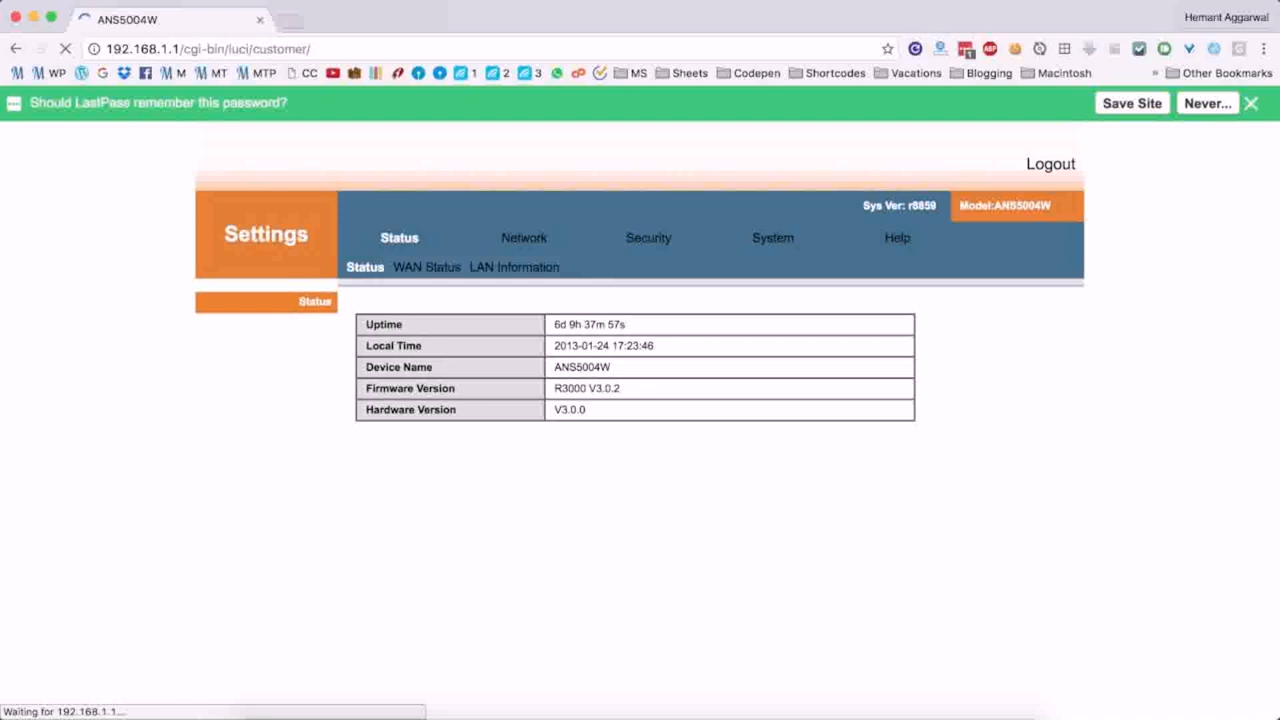 ANS5004W
Hemant Aggarwal
192.168.1.1/cgi-bin/luci/customer/
WP M MT MTP CC 1 2 3 MS Sheets Codepen Shortcodes Vacations Blogging Macintosh » Other Bookmarks
Should LastPass remember this password? Save Site Never...
Logout
Sys Ver: r8859 Model:ANS5004W
Settings
Status Network Security System Help
Status WAN Status LAN Information
Status
Uptime 6d 9h 37m 57s
Local Time 2013-01-24 17:23:46
Device Name ANS5004W
Firmware Version R3000 V3.0.2
Hardware Version V3.0.0
Waiting for 192.168.1.1...